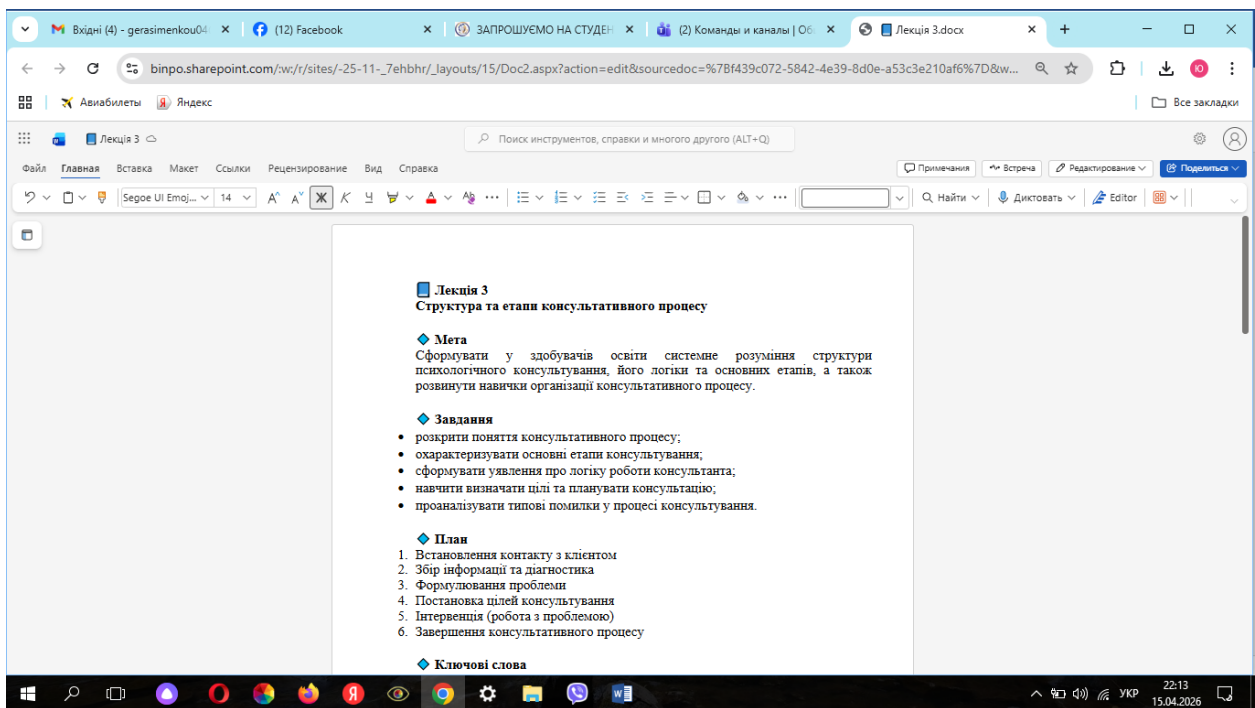 Вхідні (4) - gerasimenkou04
(12) Facebook
ЗАПРОШУЄМО НА СТУДЕН
(2) Команды и каналы | Об
Лекція 3.docx
binpo.sharepoint.com/:w:/r/sites/-25-11-_7ehbhr/_layouts/15/Doc2.aspx?action=edit&sourcedoc=%7Bf439c072-5842-4e39-8d0e-a53c3e210af6%7D&w...
Ю
Авиабилеты
Я Яндекс
Все закладки
Лекція 3
Поиск инструментов, справки и многого другого (ALT+Q)
Файл Главная Вставка Макет Ссылки Рецензирование Вид Справка
Примечания Встреча Редактирование Поделиться
Segoe UI Emoj... 14 Ж К Ч Найти Диктовать Editor
📘 Лекція 3
Структура та етапи консультативного процесу
🔷 Мета
Сформувати у здобувачів освіти системне розуміння структури
психологічного консультування, його логіки та основних етапів, а також
розвинути навички організації консультативного процесу.
🔷 Завдання
• розкрити поняття консультативного процесу;
• охарактеризувати основні етапи консультування;
• сформувати уявлення про логіку роботи консультанта;
• навчити визначати цілі та планувати консультацію;
• проаналізувати типові помилки у процесі консультування.
🔷 План
1. Встановлення контакту з клієнтом
2. Збір інформації та діагностика
3. Формулювання проблеми
4. Постановка цілей консультування
5. Інтервенція (робота з проблемою)
6. Завершення консультативного процесу
🔷 Ключові слова
УКР
22:13
15.04.2026